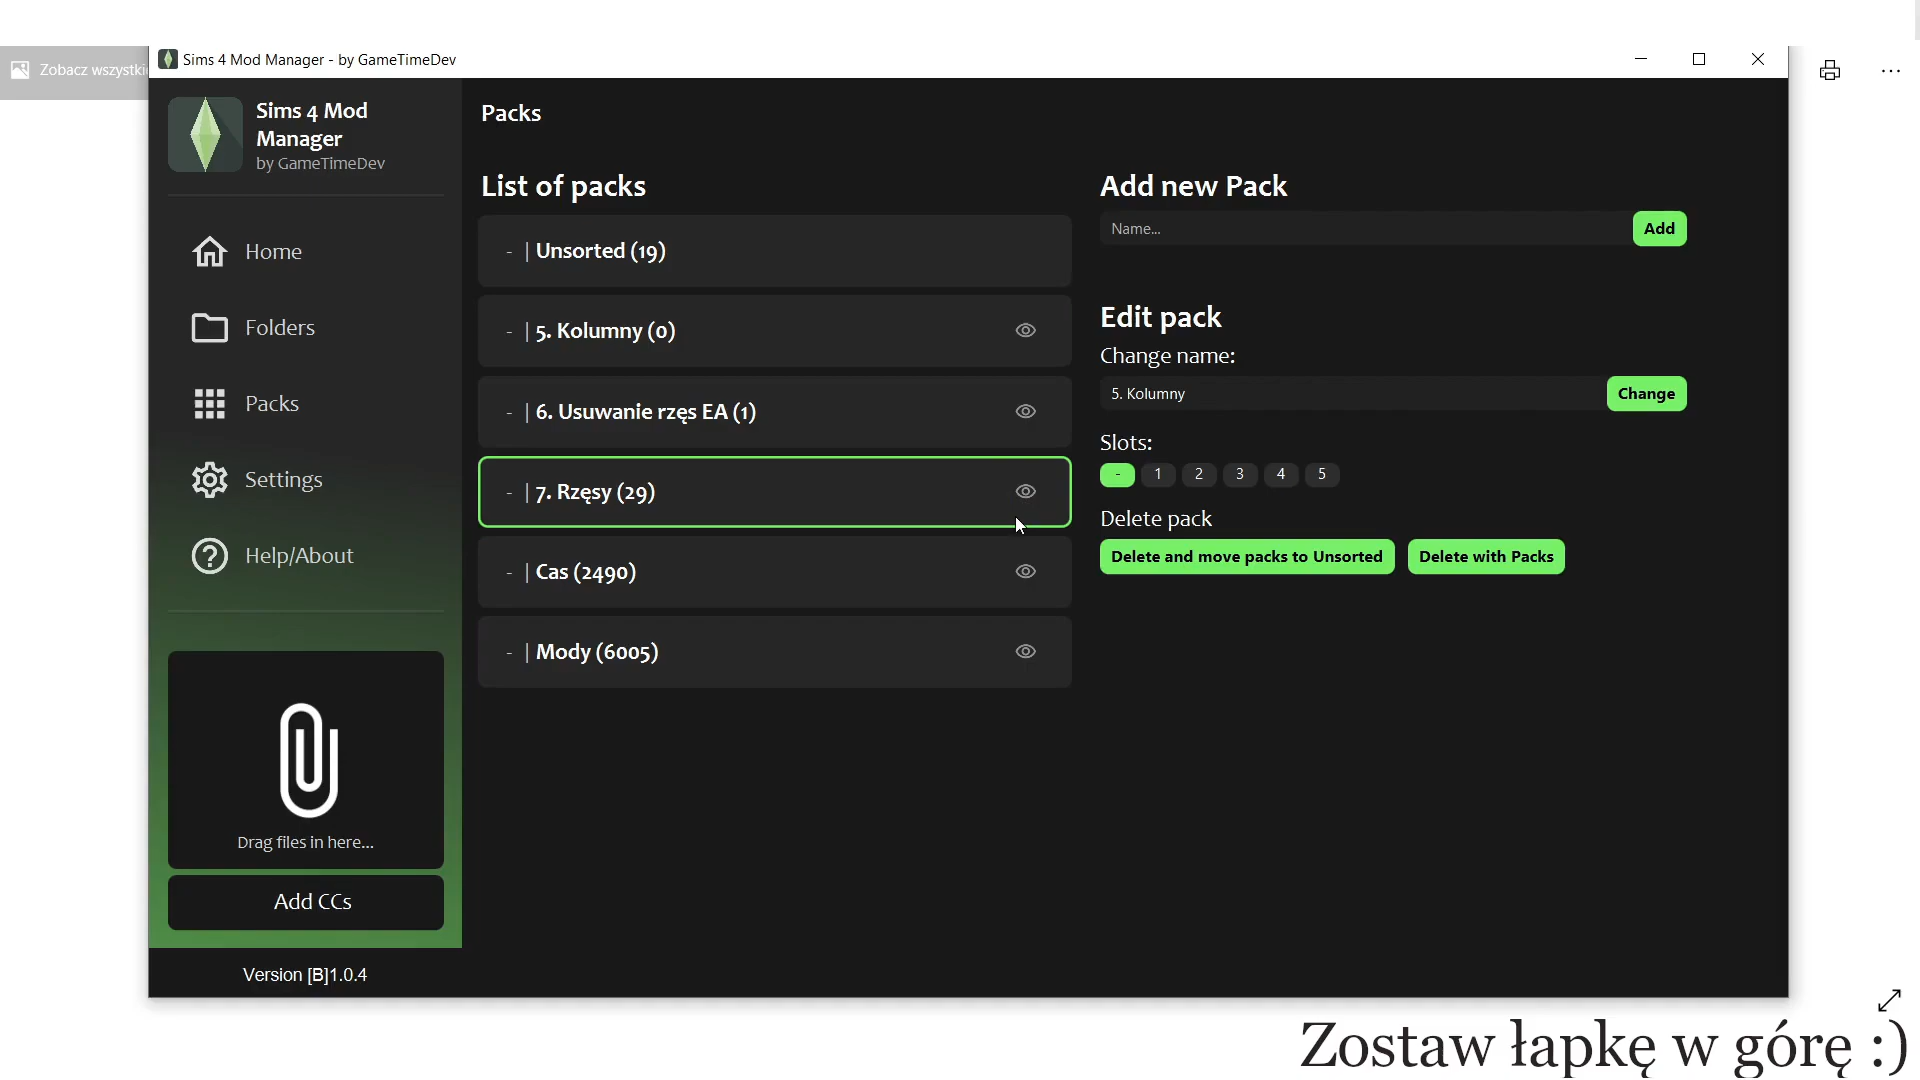 Zobacz wszystki
Sims 4 Mod Manager - by GameTimeDev
Sims 4 Mod
Manager
by GameTimeDev
Home
Folders
Packs
Settings
Help/About
Drag files in here...
Add CCs
Version [B]1.0.4
Packs
List of packs
- | Unsorted (19)
- | 5. Kolumny (0)
- | 6. Usuwanie rzęs EA (1)
- | 7. Rzęsy (29)
- | Cas (2490)
- | Mody (6005)
Add new Pack
Name... Add
Edit pack
Change name:
5. Kolumny Change
Slots:
- 1 2 3 4 5
Delete pack
Delete and move packs to Unsorted Delete with Packs
Zostaw łapkę w górę :)